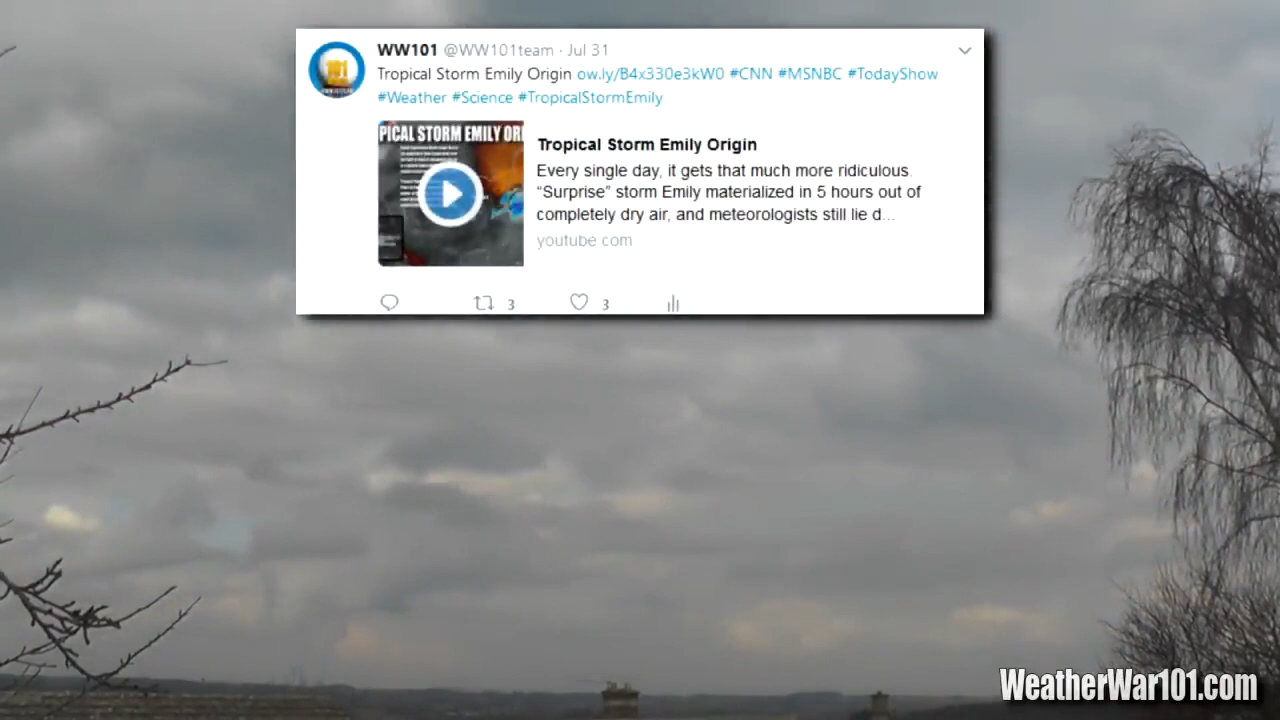 WW101 @WW101team · Jul 31
Tropical Storm Emily Origin ow.ly/B4x330e3kW0 #CNN #MSNBC #TodayShow
#Weather #Science #TropicalStormEmily
PICAL STORM EMILY ORI
Tropical Storm Emily Origin
Every single day, it gets that much more ridiculous.
“Surprise” storm Emily materialized in 5 hours out of
completely dry air, and meteorologists still lie d...
youtube.com
3 3
WeatherWar101.com